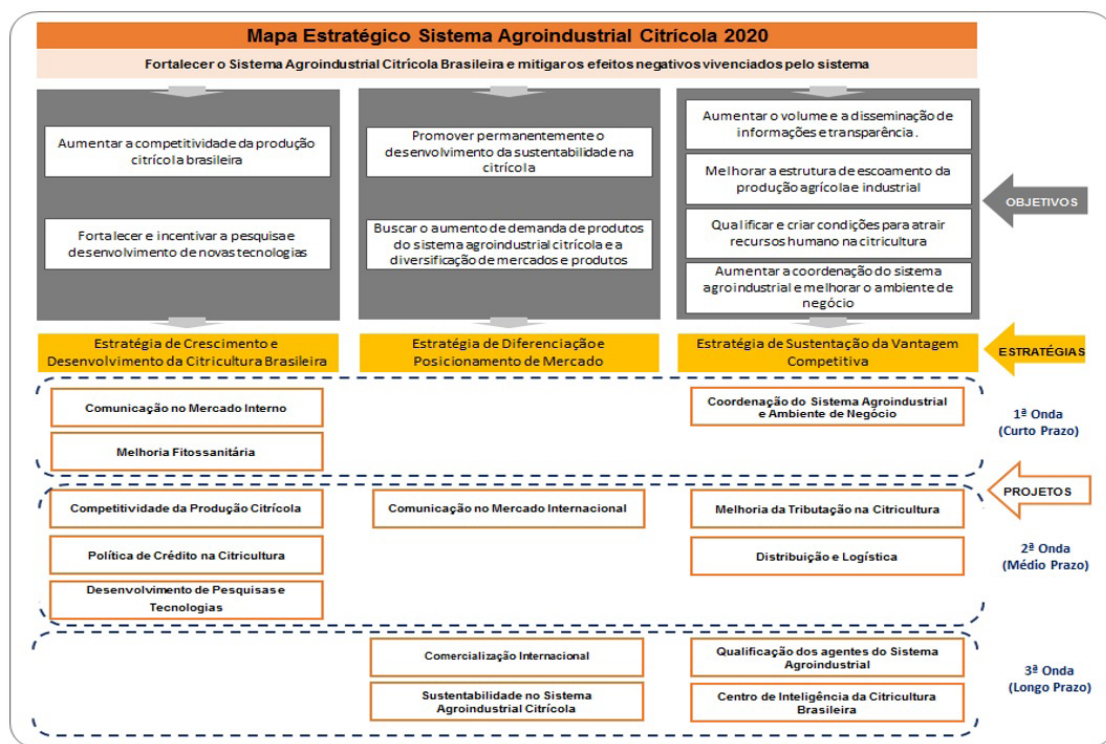 Mapa Estratégico Sistema Agroindustrial Citrícola 2020
Fortalecer o Sistema Agroindustrial Citrícola Brasileira e mitigar os efeitos negativos vivenciados pelo sistema
Aumentar a competitividade da produção
citrícola brasileira
Fortalecer e incentivar a pesquisa e
desenvolvimento de novas tecnologias
Promover permanentemente o
desenvolvimento da sustentabilidade na
citrícola
Buscar o aumento de demanda de produtos
do sistema agroindustrial citrícola e a
diversificação de mercados e produtos
Aumentar o volume e a disseminação de
informações e transparência .
Melhorar a estrutura de escoamento da
produção agrícola e industrial
Qualificar e criar condições para atrair
recursos humano na citricultura
Aumentar a coordenação do sistema
agroindustrial e melhorar o ambiente de
negócio
OBJETIVOS
Estratégia de Crescimento e
Desenvolvimento da Citricultura Brasileira
Estratégia de Diferenciação e
Posicionamento de Mercado
Estratégia de Sustentação da Vantagem
Competitiva
ESTRATÉGIAS
Comunicação no Mercado Interno
Melhoria Fitossanitária
Coordenação do Sistema Agroindustrial
e Ambiente de Negócio
1ª Onda
(Curto Prazo)
PROJETOS
Competitividade da Produção Citrícola
Política de Crédito na Citricultura
Desenvolvimento de Pesquisas e
Tecnologias
Comunicação no Mercado Internacional
Melhoria da Tributação na Citricultura
Distribuição e Logística
2ª Onda
(Médio Prazo)
Comercialização Internacional
Sustentabilidade no Sistema
Agroindustrial Citrícola
Qualificação dos agentes do Sistema
Agroindustrial
Centro de Inteligência da Citricultura
Brasileira
3ª Onda
(Longo Prazo)